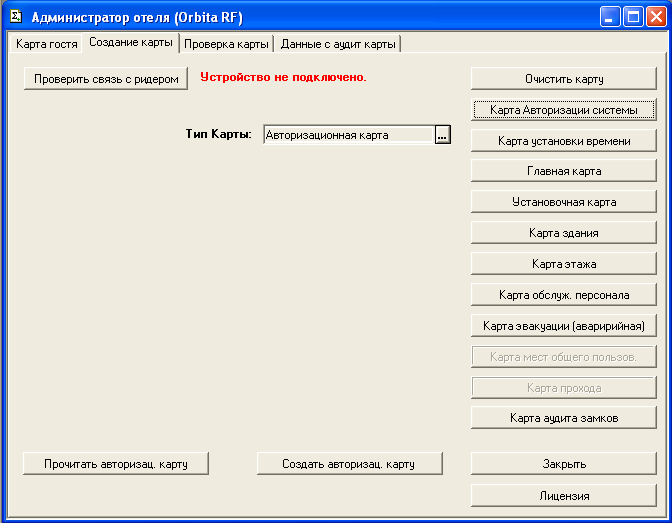 Администратор отеля (Orbita RF)
Карта гостя Создание карты Проверка карты Данные с аудит карты
Проверить связь с ридером Устройство не подключено. Очистить карту
Карта Авторизации системы
Тип Карты: Авторизационная карта ... Карта установки времени
Главная карта
Установочная карта
Карта здания
Карта этажа
Карта обслуж. персонала
Карта эвакуации (аваририйная)
Карта мест общего пользов.
Карта прохода
Карта аудита замков
Прочитать авторизац. карту Создать авторизац. карту Закрыть
Лицензия